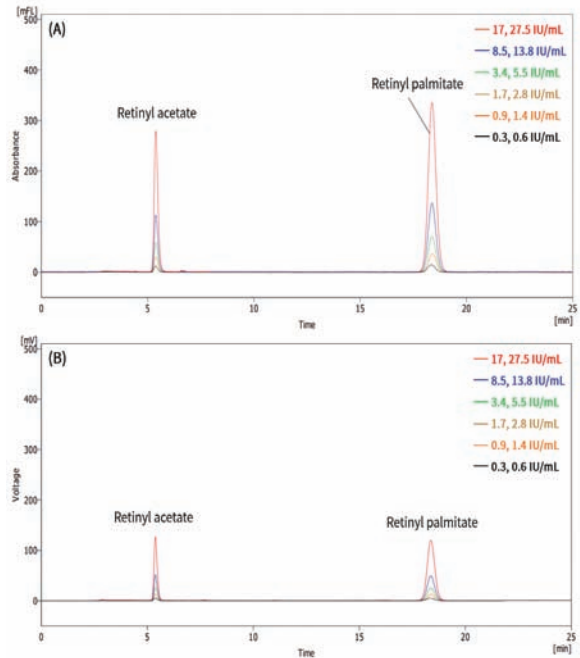 [mFL]
500
(A)
17, 27.5 IU/mL
8.5, 13.8 IU/mL
3.4, 5.5 IU/mL
1.7, 2.8 IU/mL
0.9, 1.4 IU/mL
0.3, 0.6 IU/mL
400
Retinyl palmitate
Retinyl acetate
300
Absorbance
200
100
0
0 5 10 15 20 25
Time
[min]
[mV]
500
(B)
17, 27.5 IU/mL
8.5, 13.8 IU/mL
3.4, 5.5 IU/mL
1.7, 2.8 IU/mL
0.9, 1.4 IU/mL
0.3, 0.6 IU/mL
400
300
Voltage
200
Retinyl acetate
Retinyl palmitate
100
0
0 5 10 15 20 25
Time
[min]